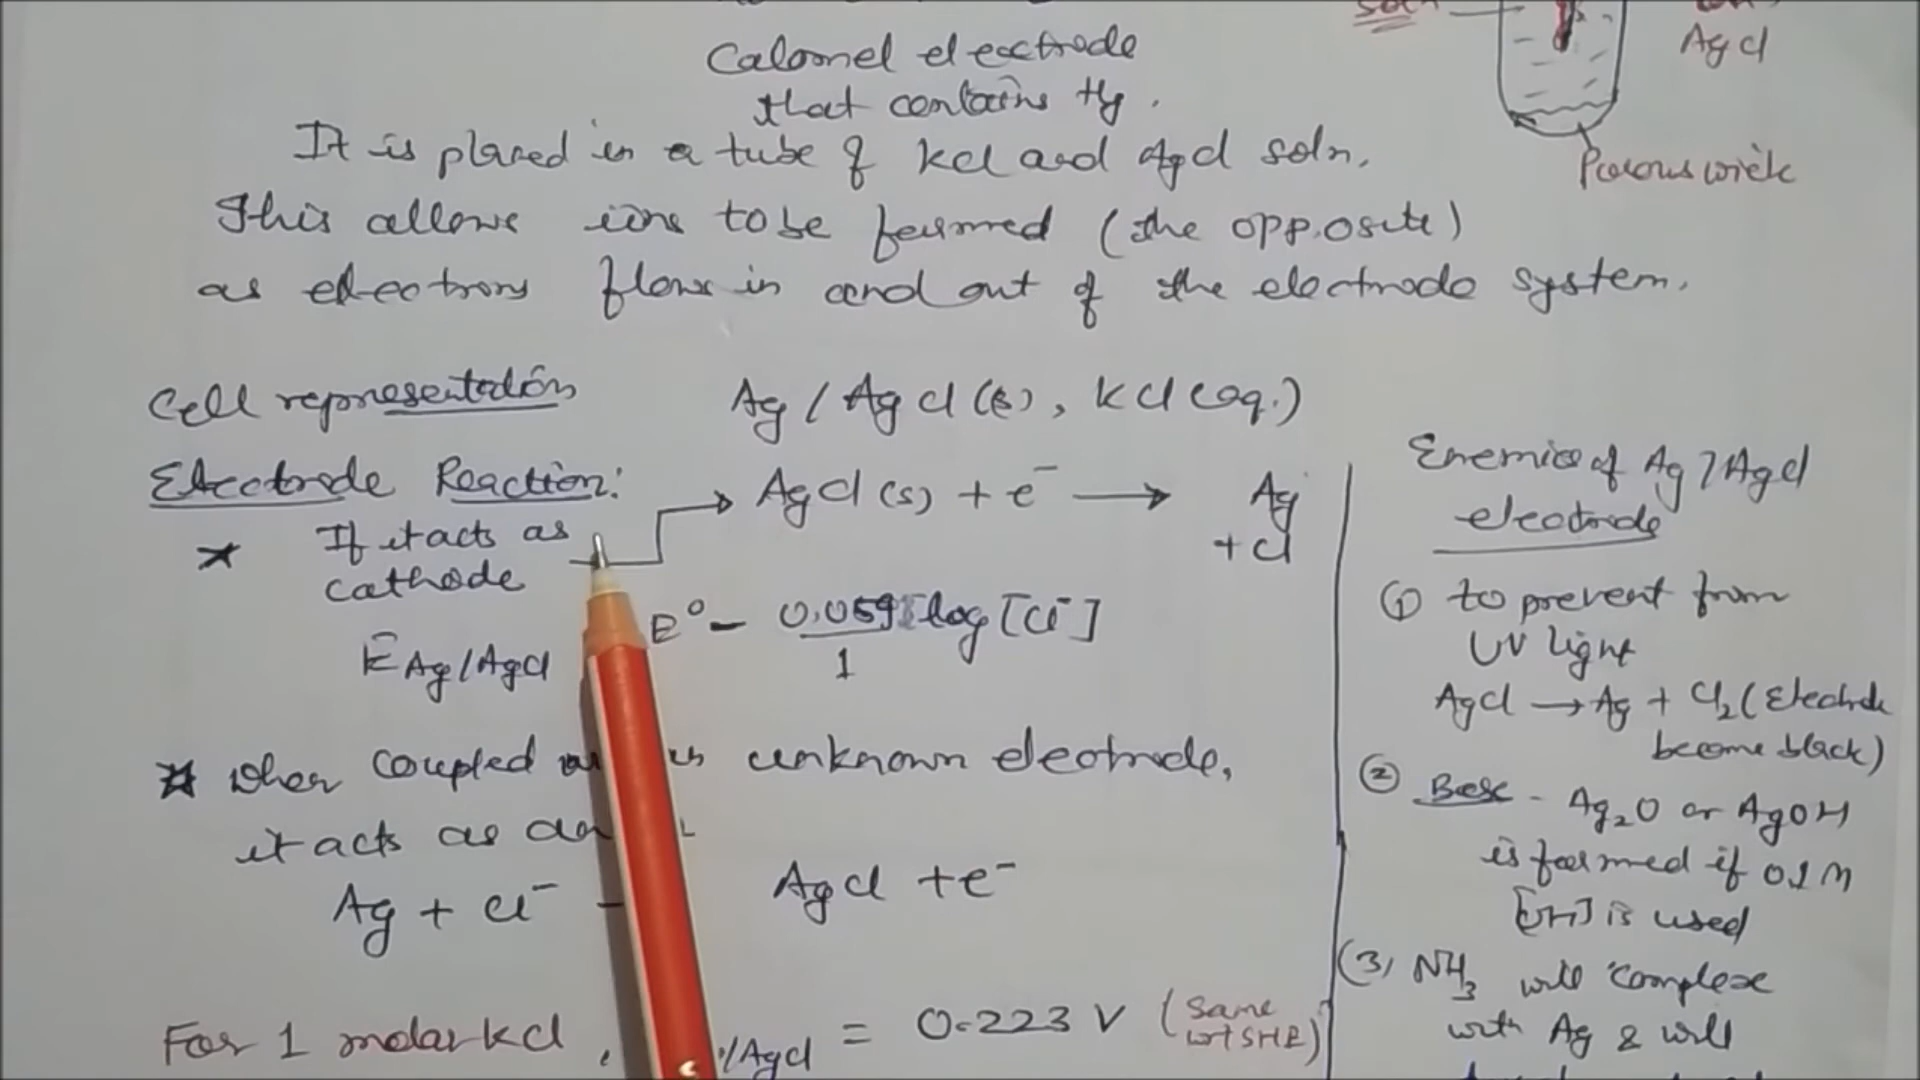 Calomel electrode
that contains Hg.
It is placed in a tube of KCl and AgCl soln.
This allows ions to be formed (the opposite)
as electrons flow in and out of the electrode system.
soln
AgCl
Porous wick
Cell representation Ag / AgCl (s), KCl (aq.)
Electrode Reaction: AgCl (s) + e⁻ → Ag
+ Cl
* If it acts as
cathode
E Ag/AgCl E⁰ - 0.0591 log [Cl⁻]
1
* When coupled unknown electrode,
it acts as
Ag + Cl⁻ - AgCl + e⁻
For 1 molar KCl, /AgCl = 0.223 V (same
wrt SHE)
Enemies of Ag/AgCl
electrode
① to prevent from
UV light
AgCl → Ag + Cl₂ (Electrode
become black)
② Base - Ag₂O or AgOH
is formed if 0.1 M
[OH] is used
(3) NH₃ will complex
with Ag & will